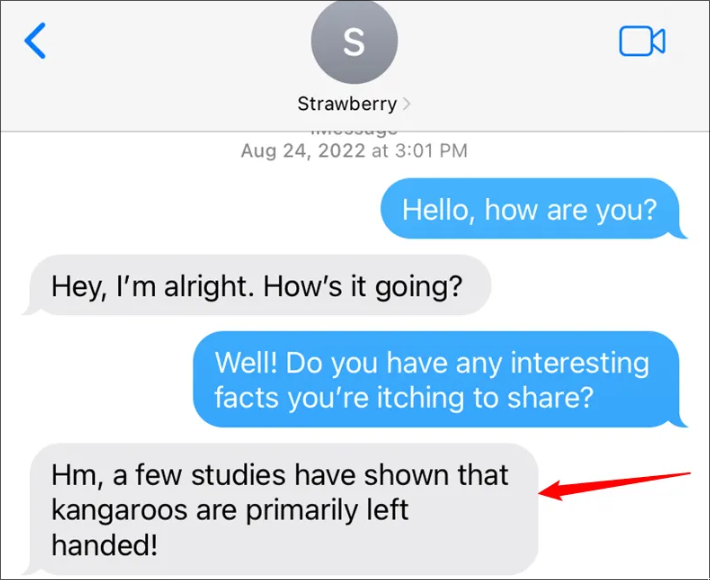 S
Strawberry
iMessage
Aug 24, 2022 at 3:01 PM
Hello, how are you?
Hey, I’m alright. How’s it going?
Well! Do you have any interesting
facts you’re itching to share?
Hm, a few studies have shown that
kangaroos are primarily left
handed!